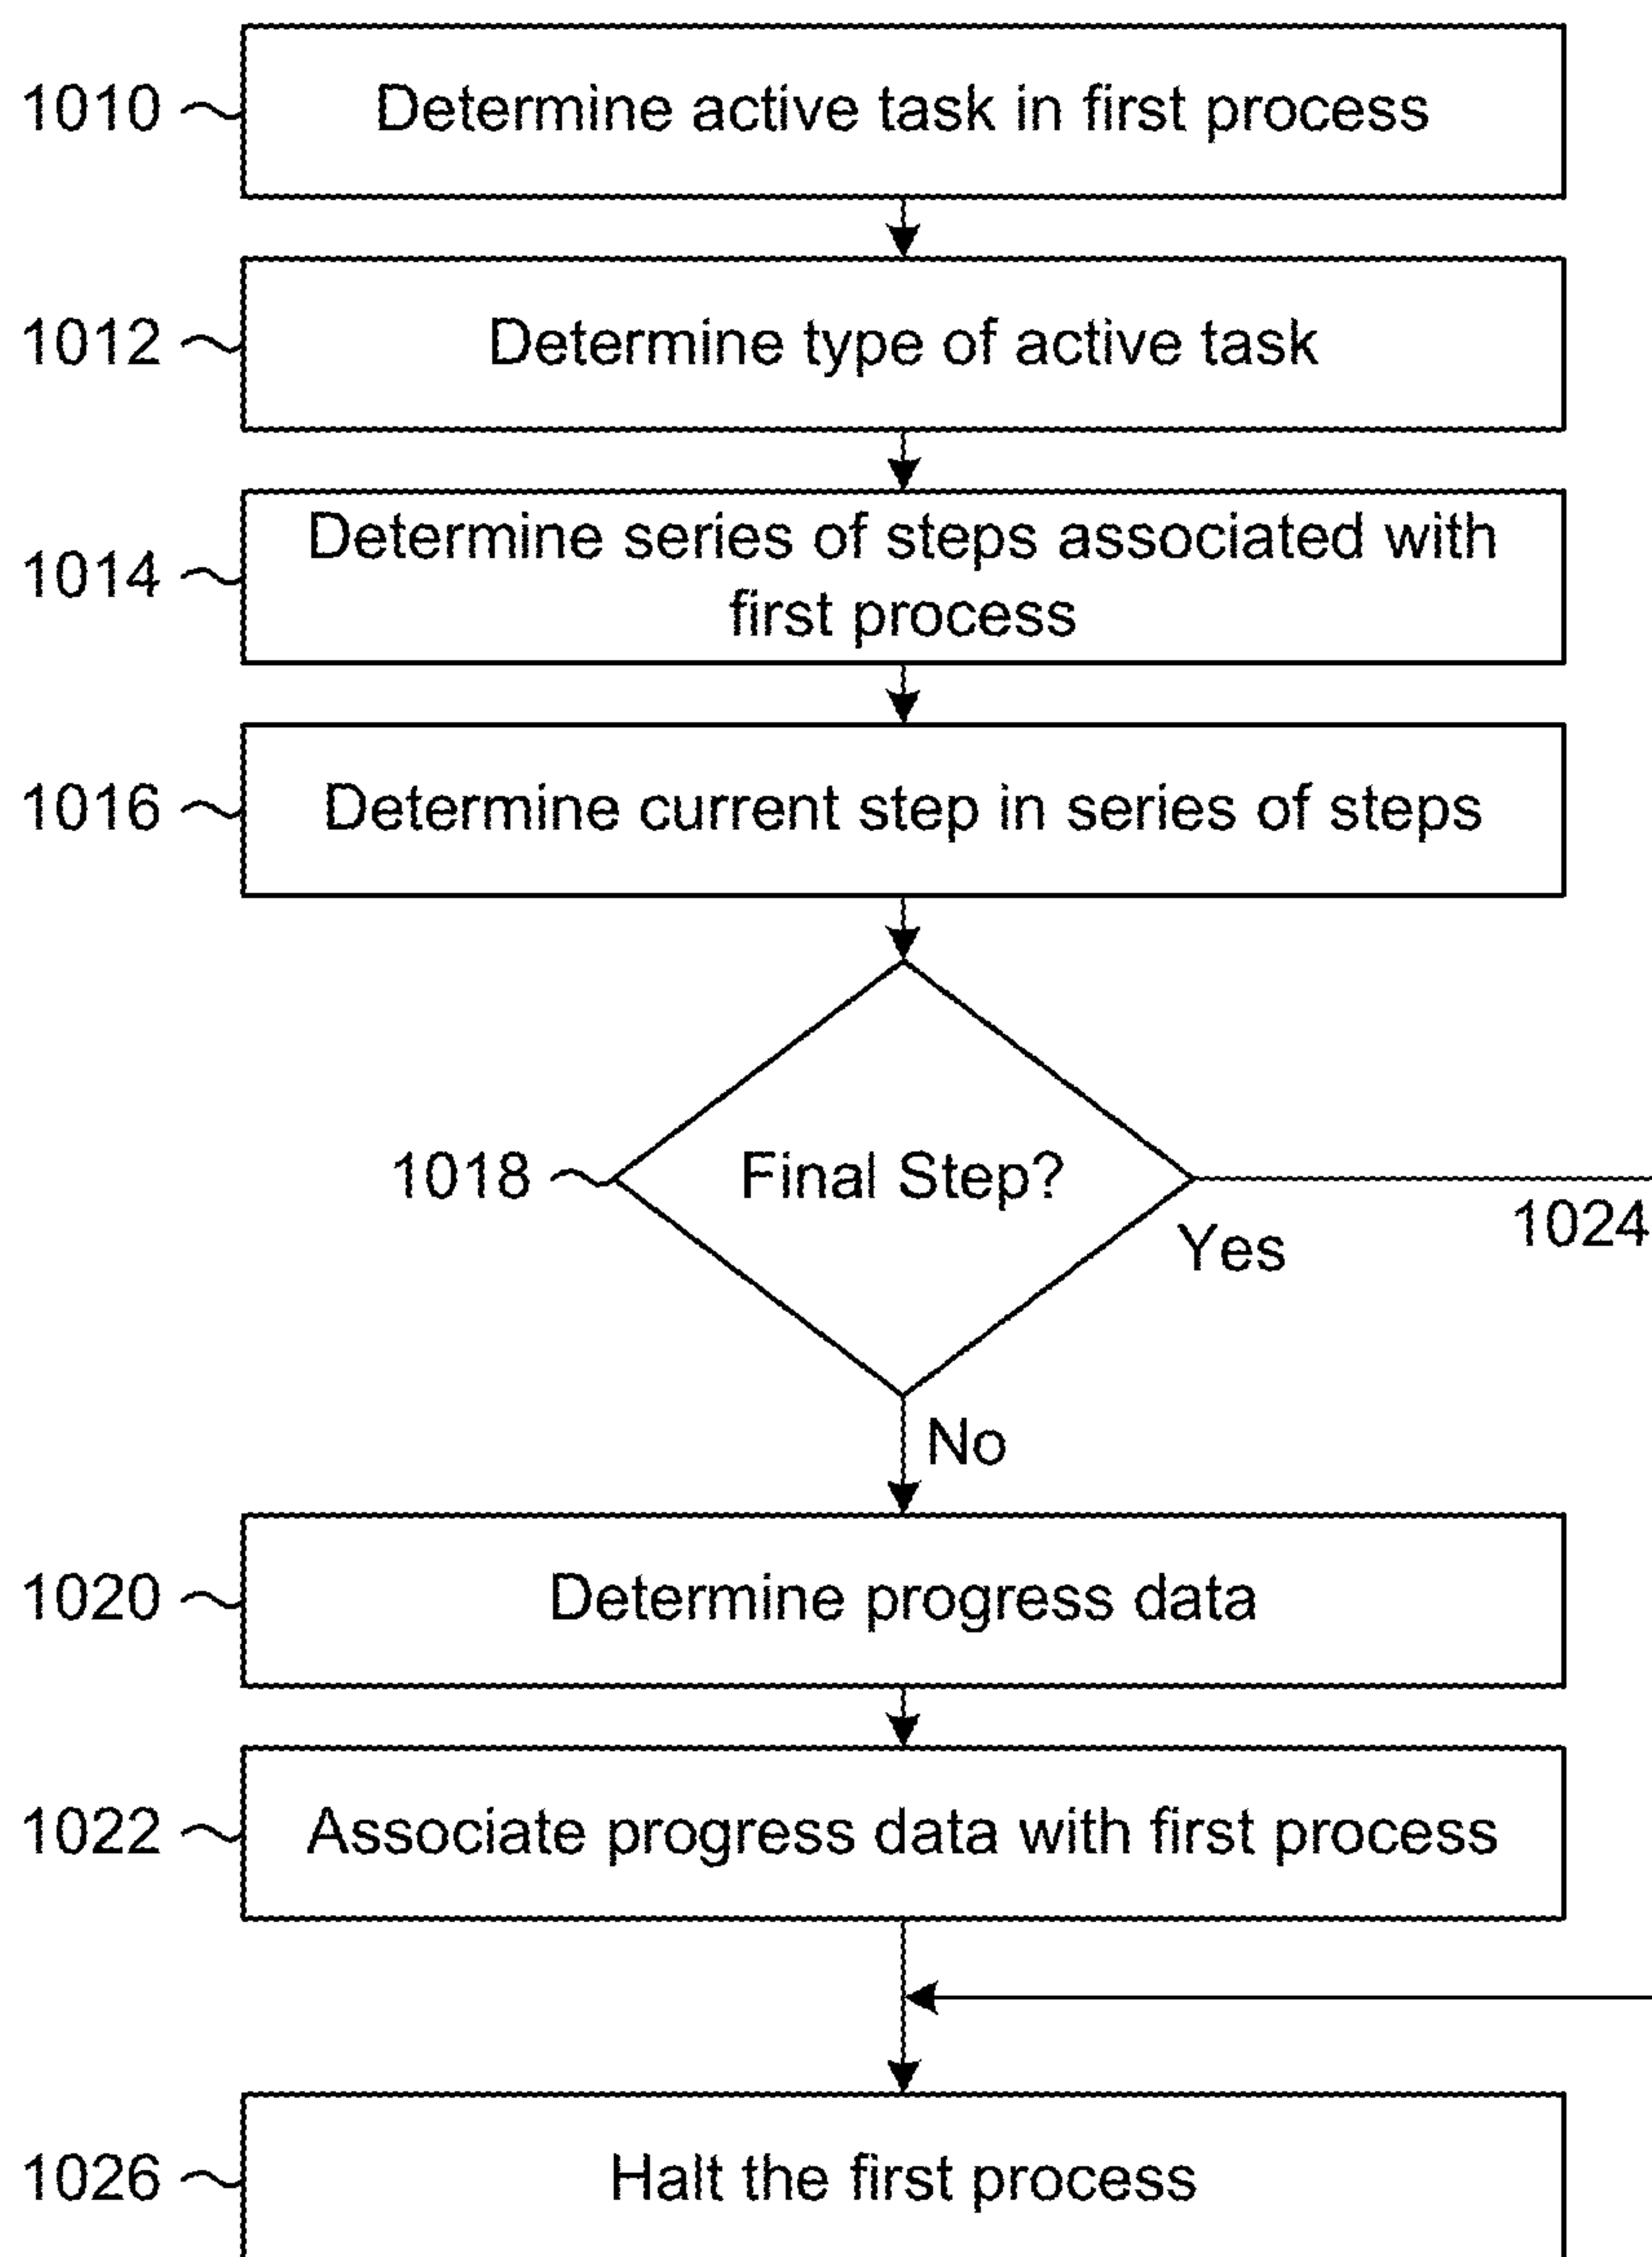 1010 Determine active task in first process
1012 Determine type of active task
1014 Determine series of steps associated with
first process
1016 Determine current step in series of steps
1018 Final Step?
1024
Yes
No
1020 Determine progress data
1022 Associate progress data with first process
1026 Halt the first process